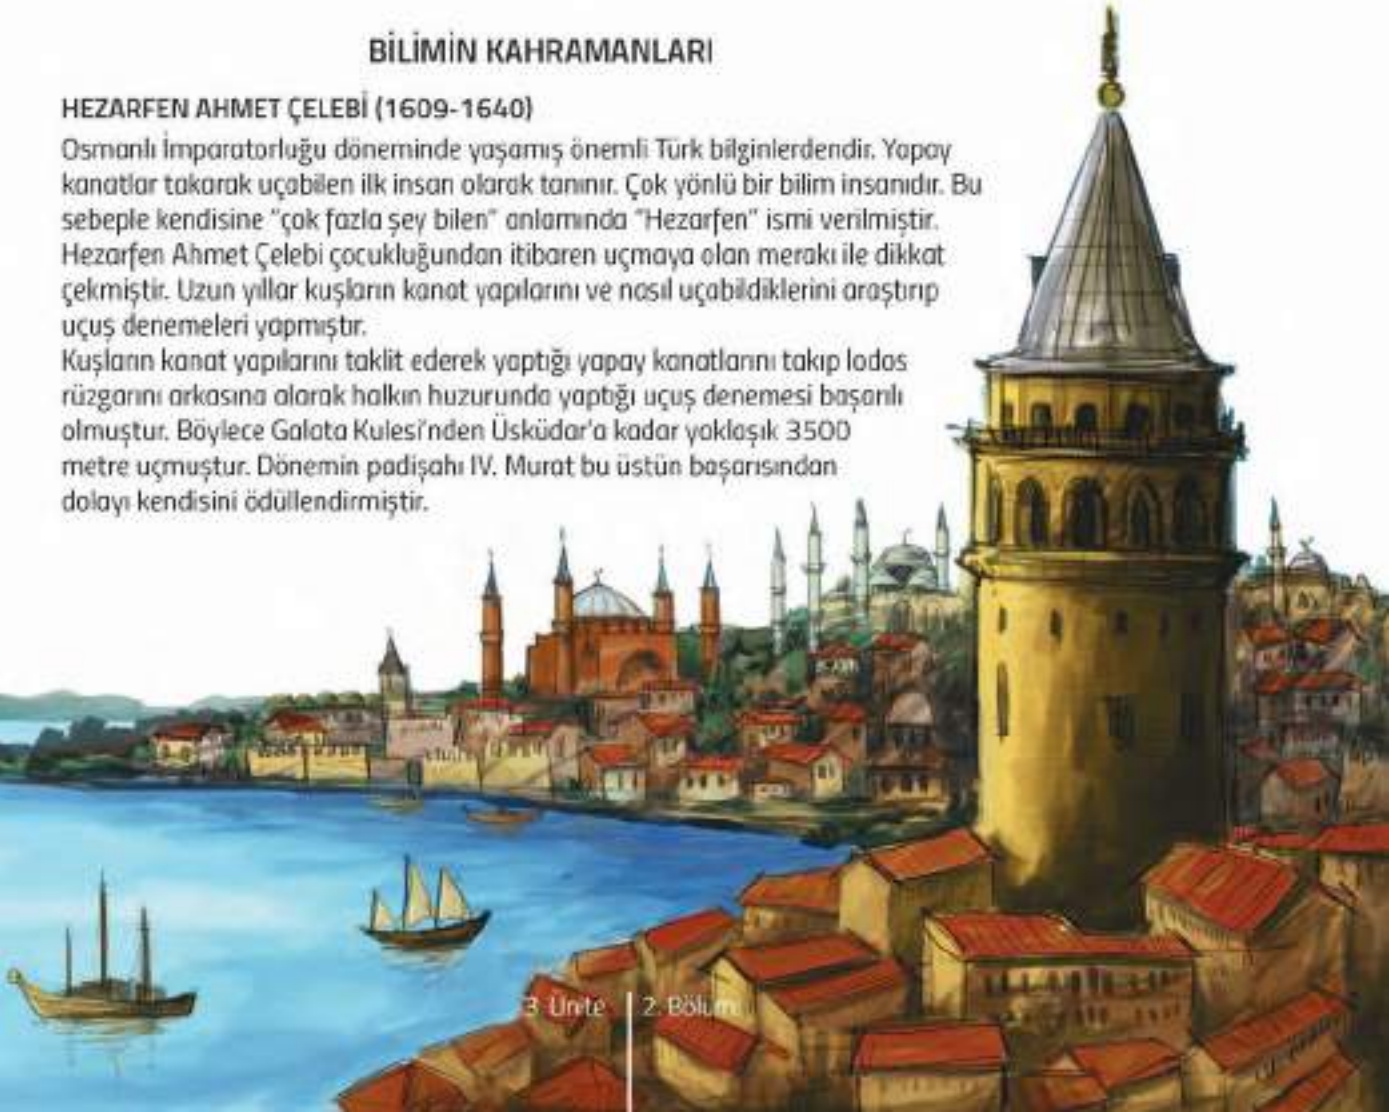 BİLİMİN KAHRAMANLARI
HEZARFEN AHMET ÇELEBİ (1609-1640)
Osmanlı İmparatorluğu döneminde yaşamış önemli Türk bilginlerdendir. Yapay
kanatlar takarak uçabilen ilk insan olarak tanınır. Çok yönlü bir bilim insanıdır. Bu
sebeple kendisine "çok fazla şey bilen" anlamında "Hezarfen" ismi verilmiştir.
Hezarfen Ahmet Çelebi çocukluğundan itibaren uçmaya olan merakı ile dikkat
çekmiştir. Uzun yıllar kuşların kanat yapılarını ve nasıl uçabildiklerini araştırıp
uçuş denemeleri yapmıştır.
Kuşların kanat yapılarını taklit ederek yaptığı yapay kanatlarını takıp lodos
rüzgarını arkasına alarak halkın huzurunda yaptığı uçuş denemesi başarılı
olmuştur. Böylece Galata Kulesi'nden Üsküdar'a kadar yaklaşık 3500
metre uçmuştur. Dönemin padişahı IV. Murat bu üstün başarısından
dolayı kendisini ödüllendirmiştir.
3. Ünite | 2. Bölüm